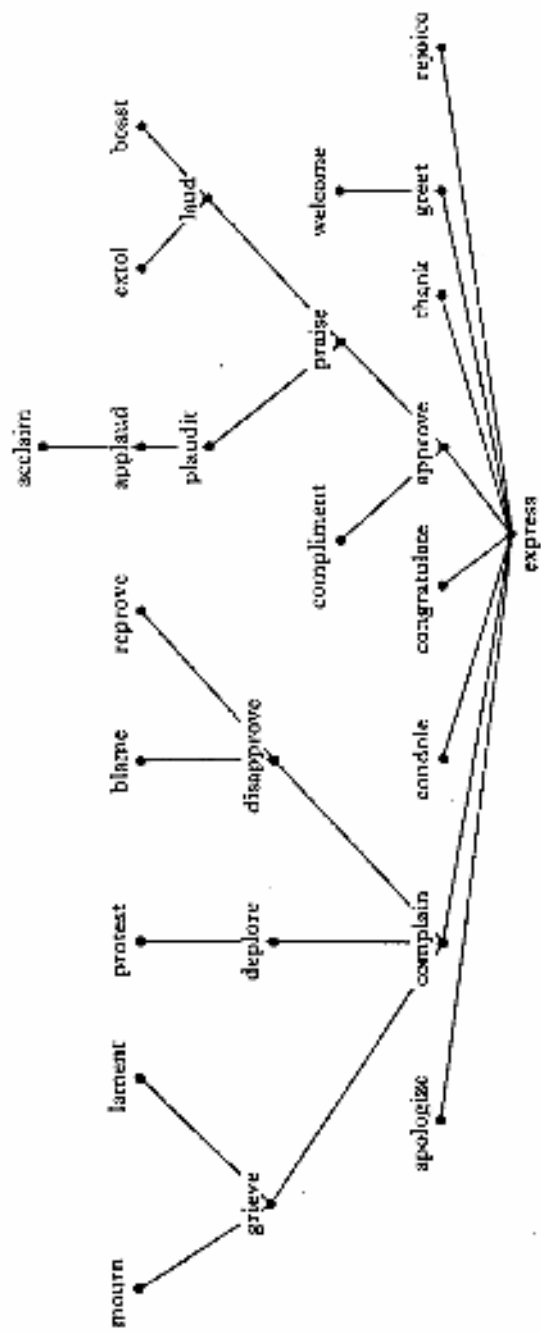 acclaim
applaud
plaudit
extol
boast
laud
praise
mourn
lament
protest
blame
reprove
grieve
deplore
disapprove
compliment
welcome
apologize
complain
condole
congratulate
approve
thank
greet
rejoice
express